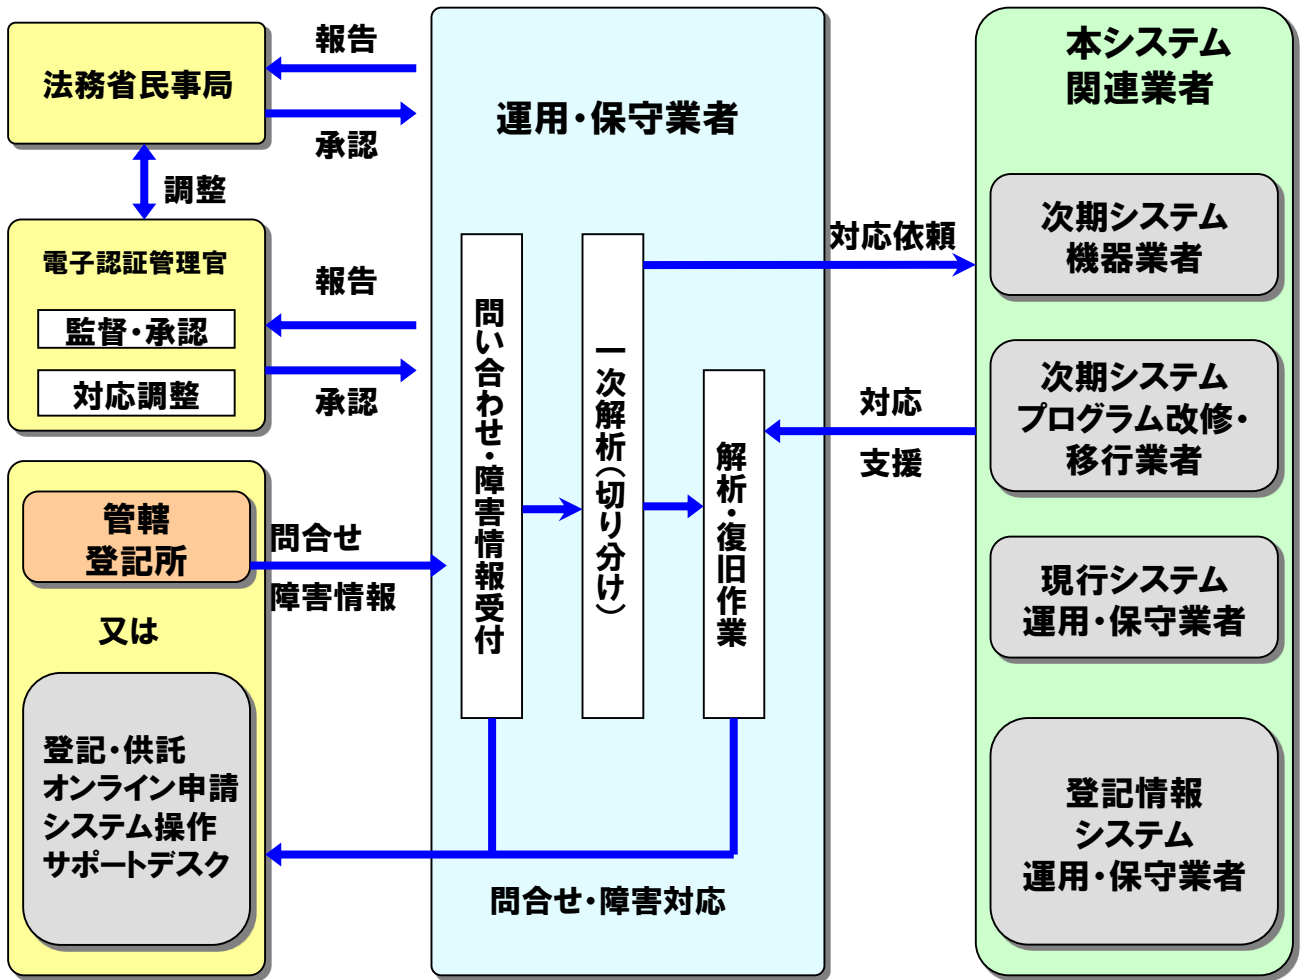 法務省民事局
報告
承認
調整
電子認証管理官
監督・承認
対応調整
報告
承認
管轄
登記所
又は
登記・供託
オンライン申請
システム操作
サポートデスク
問合せ
障害情報
運用・保守業者
問い合わせ・障害情報受付
一次解析(切り分け)
解析・復旧作業
問合せ・障害対応
対応依頼
対応
支援
本システム
関連業者
次期システム
機器業者
次期システム
プログラム改修・
移行業者
現行システム
運用・保守業者
登記情報
システム
運用・保守業者